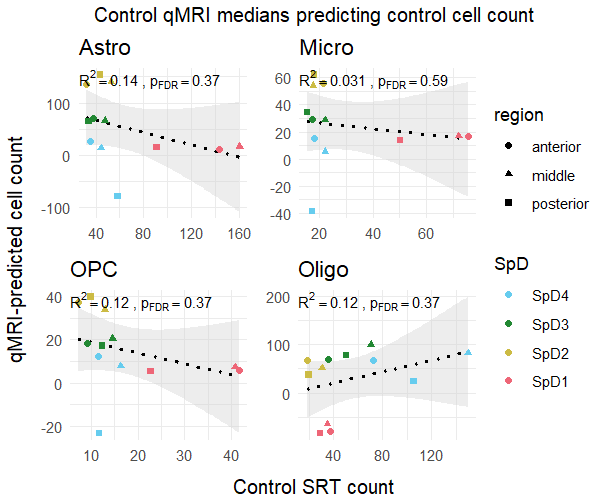 Control qMRI medians predicting control cell count
Astro
Micro
R² = 0.14 , pFDR = 0.37
R² = 0.031 , pFDR = 0.59
100
0
-100
40
80
120
160
60
40
20
0
-20
-40
20
40
60
OPC
Oligo
R² = 0.12 , pFDR = 0.37
R² = 0.12 , pFDR = 0.37
40
20
0
-20
10
20
30
40
200
100
0
40
80
120
qMRI-predicted cell count
Control SRT count
region
anterior
middle
posterior
SpD
SpD4
SpD3
SpD2
SpD1